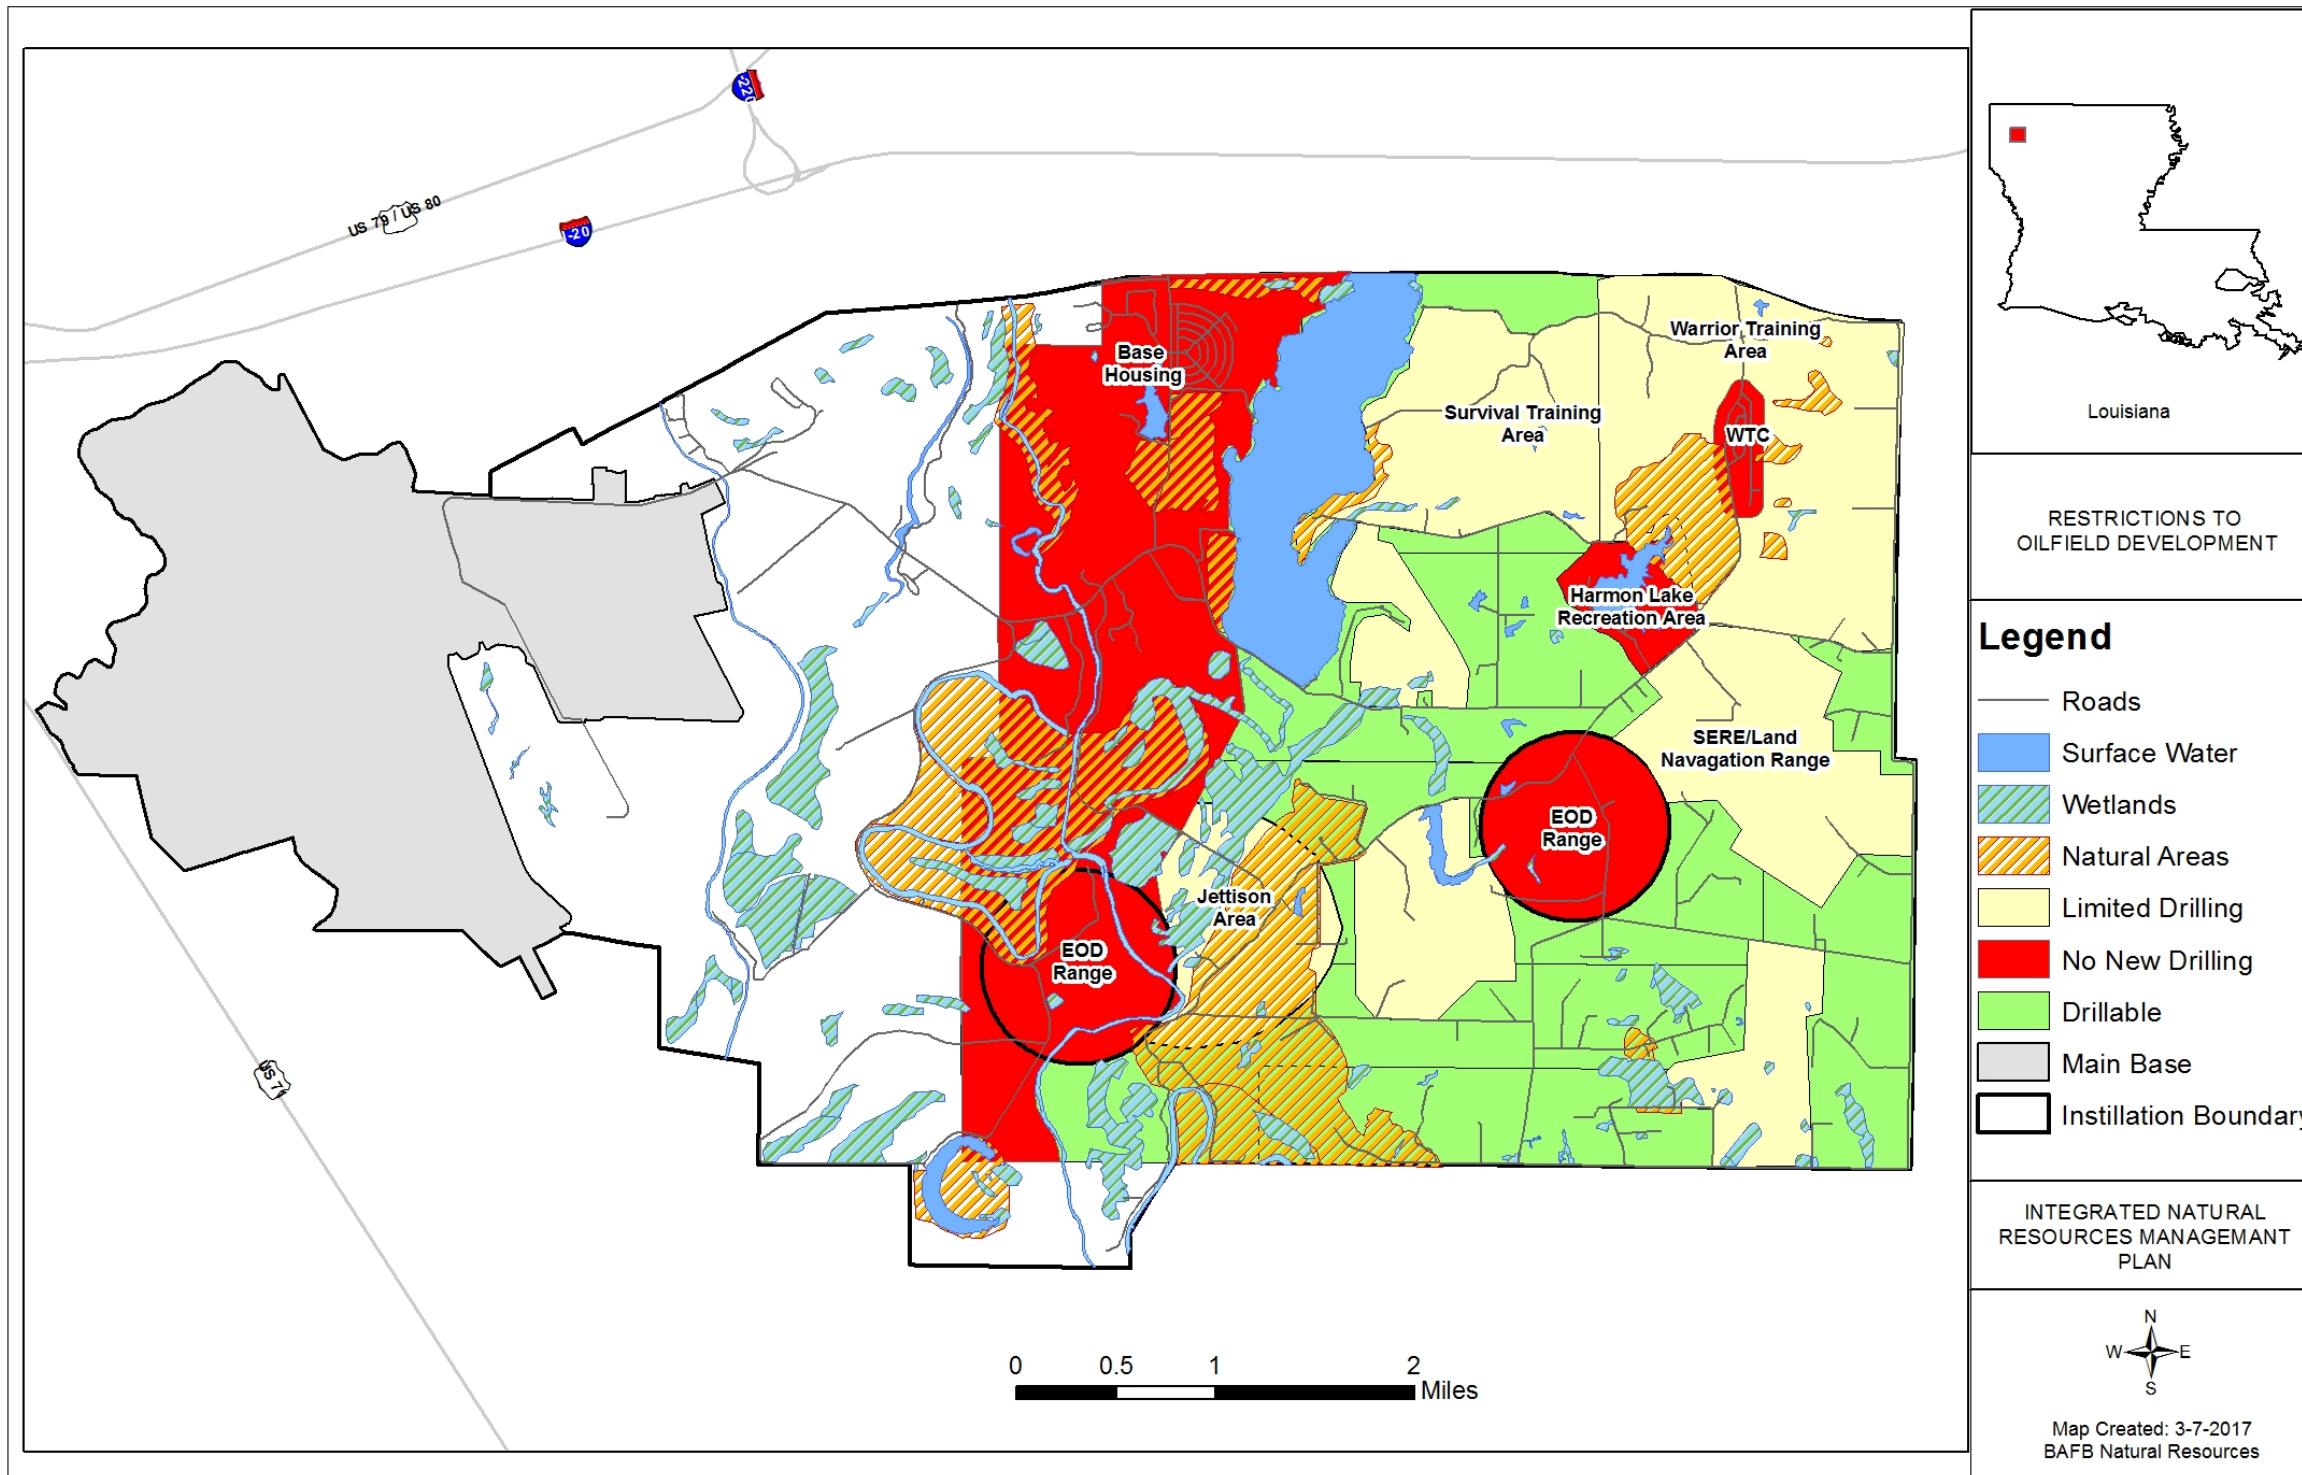 -220
US 79 / US 80
-20
Base
Housing
Warrior Training
Area
Survival Training
Area
WTC
Harmon Lake
Recreation Area
SERE/Land
Navagation Range
EOD
Range
Jettison
Area
EOD
Range
US 71
0 0.5 1 2
Miles
Louisiana
RESTRICTIONS TO
OILFIELD DEVELOPMENT
Legend
Roads
Surface Water
Wetlands
Natural Areas
Limited Drilling
No New Drilling
Drillable
Main Base
Instillation Boundary
INTEGRATED NATURAL
RESOURCES MANAGEMANT
PLAN
N
W E
S
Map Created: 3-7-2017
BAFB Natural Resources